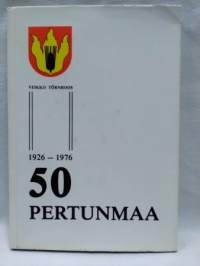 VEIKKO TÖRNROOS
1926 – 1976
50
PERTUNMAA